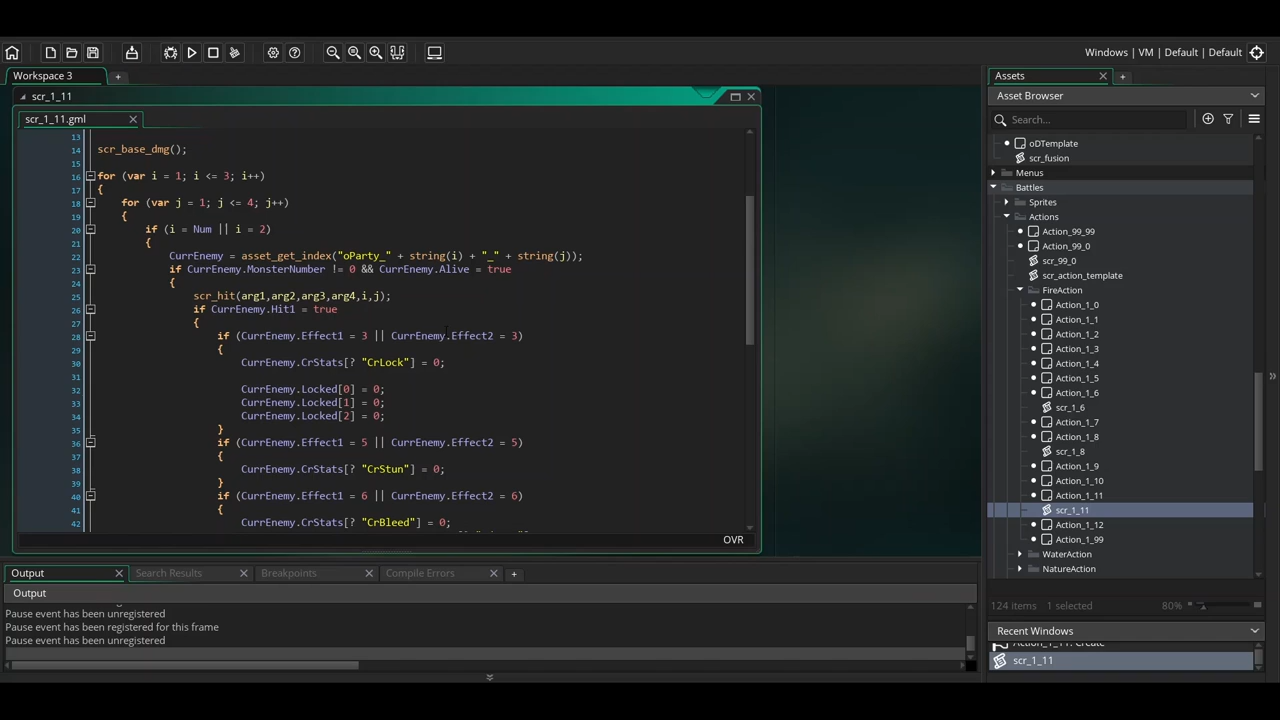 Windows | VM | Default | Default
Workspace 3
+
scr_1_11
scr_1_11.gml
13
14 scr_base_dmg();
15
16 for (var i = 1; i <= 3; i++)
17 {
18 for (var j = 1; j <= 4; j++)
19 {
20 if (i = Num || i = 2)
21 {
22 CurrEnemy = asset_get_index("oParty_" + string(i) + "_" + string(j));
23 if CurrEnemy.MonsterNumber != 0 && CurrEnemy.Alive = true
24 {
25 scr_hit(arg1,arg2,arg3,arg4,i,j);
26 if CurrEnemy.Hit1 = true
27 {
28 if (CurrEnemy.Effect1 = 3 || CurrEnemy.Effect2 = 3)
29 {
30 CurrEnemy.CrStats[? "CrLock"] = 0;
31
32 CurrEnemy.Locked[0] = 0;
33 CurrEnemy.Locked[1] = 0;
34 CurrEnemy.Locked[2] = 0;
35 }
36 if (CurrEnemy.Effect1 = 5 || CurrEnemy.Effect2 = 5)
37 {
38 CurrEnemy.CrStats[? "CrStun"] = 0;
39 }
40 if (CurrEnemy.Effect1 = 6 || CurrEnemy.Effect2 = 6)
41 {
42 CurrEnemy.CrStats[? "CrBleed"] = 0;
OVR
Output
Search Results
Breakpoints
Compile Errors
+
Output
Pause event has been unregistered
Pause event has been registered for this frame
Pause event has been unregistered
Assets
+
Asset Browser
Search...
oDTemplate
scr_fusion
Menus
Battles
Sprites
Actions
Action_99_99
Action_99_0
scr_99_0
scr_action_template
FireAction
Action_1_0
Action_1_1
Action_1_2
Action_1_3
Action_1_4
Action_1_5
Action_1_6
scr_1_6
Action_1_7
Action_1_8
scr_1_8
Action_1_9
Action_1_10
Action_1_11
scr_1_11
Action_1_12
Action_1_99
WaterAction
NatureAction
124 items 1 selected 80%
Recent Windows
Action_1_11: Create
scr_1_11